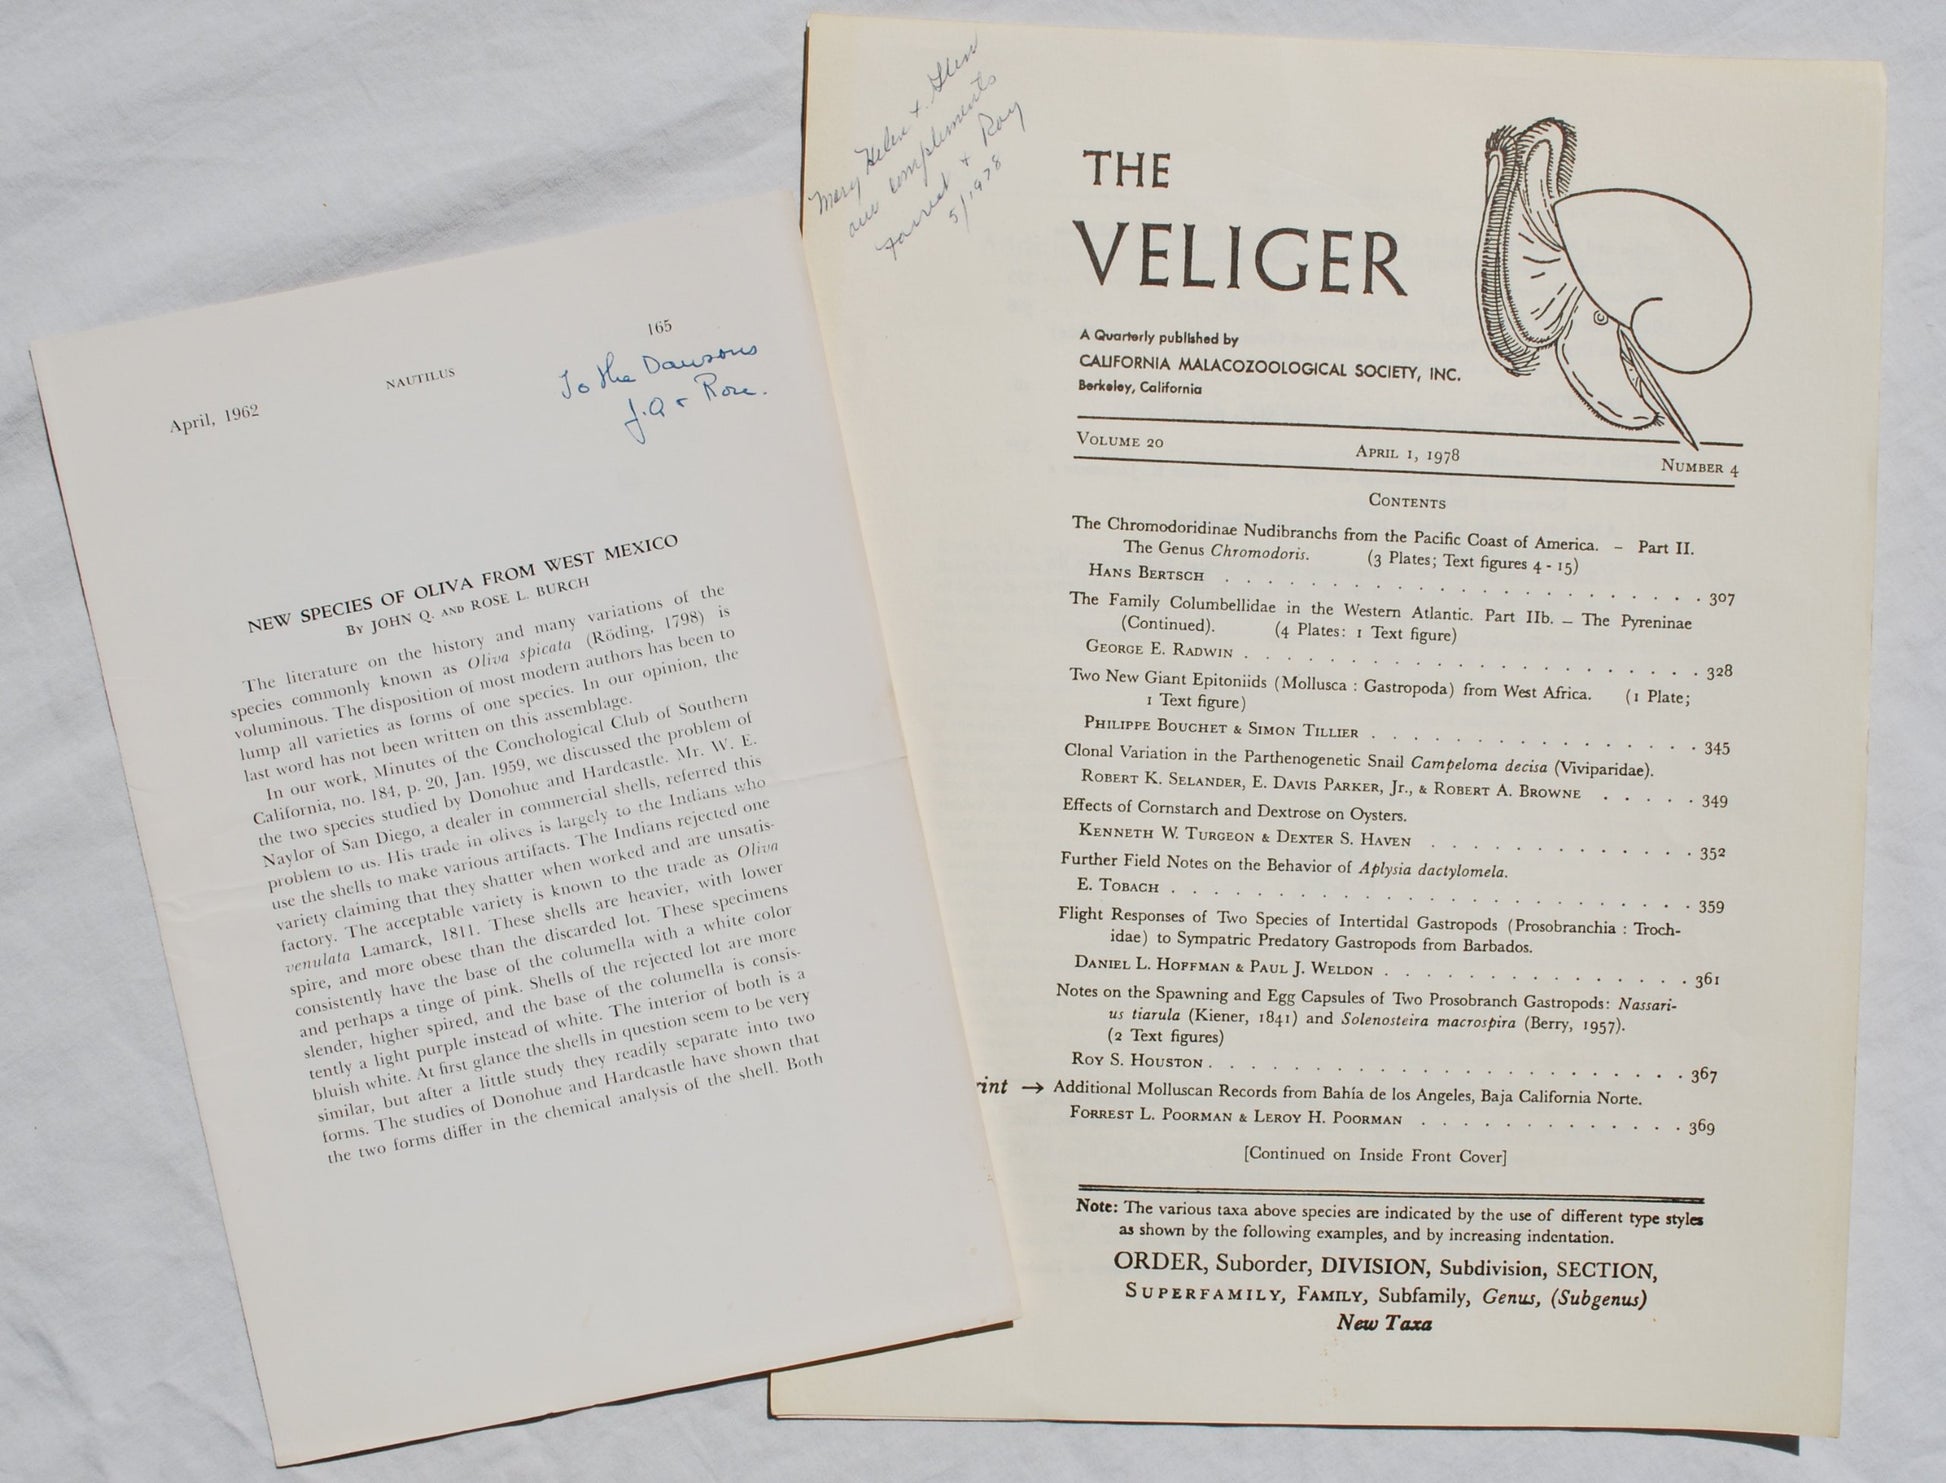 165
NAUTILUS
April, 1962
To the Dawsons
J.Q + Rose.
NEW SPECIES OF OLIVA FROM WEST MEXICO
By JOHN Q. AND ROSE L. BURCH
The literature on the history and many variations of the
species commonly known as Oliva spicata (Röding, 1798) is
voluminous. The disposition of most modern authors has been to
lump all varieties as forms of one species. In our opinion, the
last word has not been written on this assemblage.
In our work, Minutes of the Conchological Club of Southern
California, no. 184, p. 20, Jan. 1959, we discussed the problem of
the two species studied by Donohue and Hardcastle. Mr. W. E.
Naylor of San Diego, a dealer in commercial shells, referred this
problem to us. His trade in olives is largely to the Indians who
use the shells to make various artifacts. The Indians rejected one
variety claiming that they shatter when worked and are unsatis-
factory. The acceptable variety is known to the trade as Oliva
venulata Lamarck, 1811. These shells are heavier, with lower
spire, and more obese than the discarded lot. These specimens
consistently have the base of the columella with a white color
and perhaps a tinge of pink. Shells of the rejected lot are more
slender, higher spired, and the base of the columella is consis-
tently a light purple instead of white. The interior of both is a
bluish white. At first glance the shells in question seem to be very
similar, but after a little study they readily separate into two
forms. The studies of Donohue and Hardcastle have shown that
the two forms differ in the chemical analysis of the shell. Both
Mary Helen + Glen
our complements
Forrest + Roy
5/1978
THE
VELIGER
A Quarterly published by
CALIFORNIA MALACOZOOLOGICAL SOCIETY, INC.
Berkeley, California
VOLUME 20 APRIL 1, 1978 NUMBER 4
CONTENTS
The Chromodoridinae Nudibranchs from the Pacific Coast of America. – Part II.
The Genus Chromodoris. (3 Plates; Text figures 4 - 15)
HANS BERTSCH . . . . . . . . . . . . . . . . . . . . 307
The Family Columbellidae in the Western Atlantic. Part IIb. – The Pyreninae
(Continued). (4 Plates: 1 Text figure)
GEORGE E. RADWIN . . . . . . . . . . . . . . . . . . . 328
Two New Giant Epitoniids (Mollusca : Gastropoda) from West Africa. (1 Plate;
1 Text figure)
PHILIPPE BOUCHET & SIMON TILLIER . . . . . . . . . . . . . 345
Clonal Variation in the Parthenogenetic Snail Campeloma decisa (Viviparidae).
ROBERT K. SELANDER, E. DAVIS PARKER, Jr., & ROBERT A. BROWNE . . . . . 349
Effects of Cornstarch and Dextrose on Oysters.
KENNETH W. TURGEON & DEXTER S. HAVEN . . . . . . . . . . . 352
Further Field Notes on the Behavior of Aplysia dactylomela.
E. TOBACH . . . . . . . . . . . . . . . . . . . . . 359
Flight Responses of Two Species of Intertidal Gastropods (Prosobranchia : Troch-
idae) to Sympatric Predatory Gastropods from Barbados.
DANIEL L. HOFFMAN & PAUL J. WELDON . . . . . . . . . . . . 361
Notes on the Spawning and Egg Capsules of Two Prosobranch Gastropods: Nassari-
us tiarula (Kiener, 1841) and Solenosteira macrospira (Berry, 1957).
(2 Text figures)
ROY S. HOUSTON . . . . . . . . . . . . . . . . . . . 367
rint → Additional Molluscan Records from Bahía de los Angeles, Baja California Norte.
FORREST L. POORMAN & LEROY H. POORMAN . . . . . . . . . . . 369
[Continued on Inside Front Cover]
Note: The various taxa above species are indicated by the use of different type styles
as shown by the following examples, and by increasing indentation.
ORDER, Suborder, DIVISION, Subdivision, SECTION,
SUPERFAMILY, FAMILY, Subfamily, Genus, (Subgenus)
New Taxa